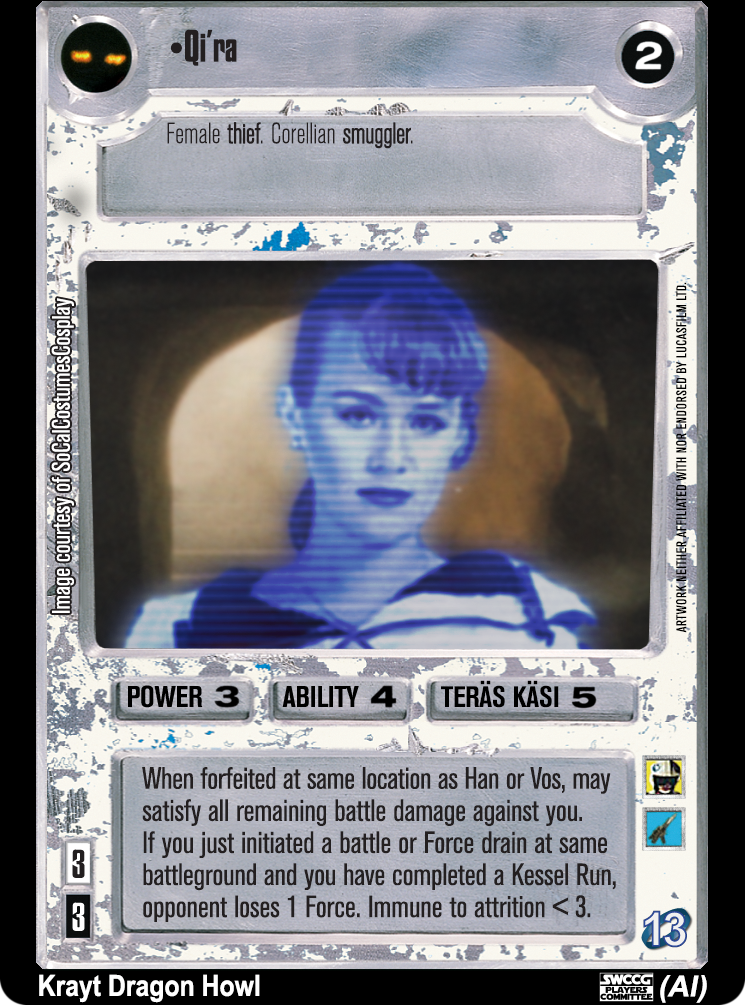 •Qi'ra
2
Female thief. Corellian smuggler.
Image courtesy of SoCalCostumesCosplay
ARTWORK NEITHER AFFILIATED WITH NOR ENDORSED BY LUCASFILM LTD.
POWER 3 ABILITY 4 TERÄS KÄSI 5
When forfeited at same location as Han or Vos, may
satisfy all remaining battle damage against you.
If you just initiated a battle or Force drain at same
battleground and you have completed a Kessel Run,
opponent loses 1 Force. Immune to attrition < 3.
3
3
13
Krayt Dragon Howl
SWCCG
PLAYERS
COMMITTEE
(AI)